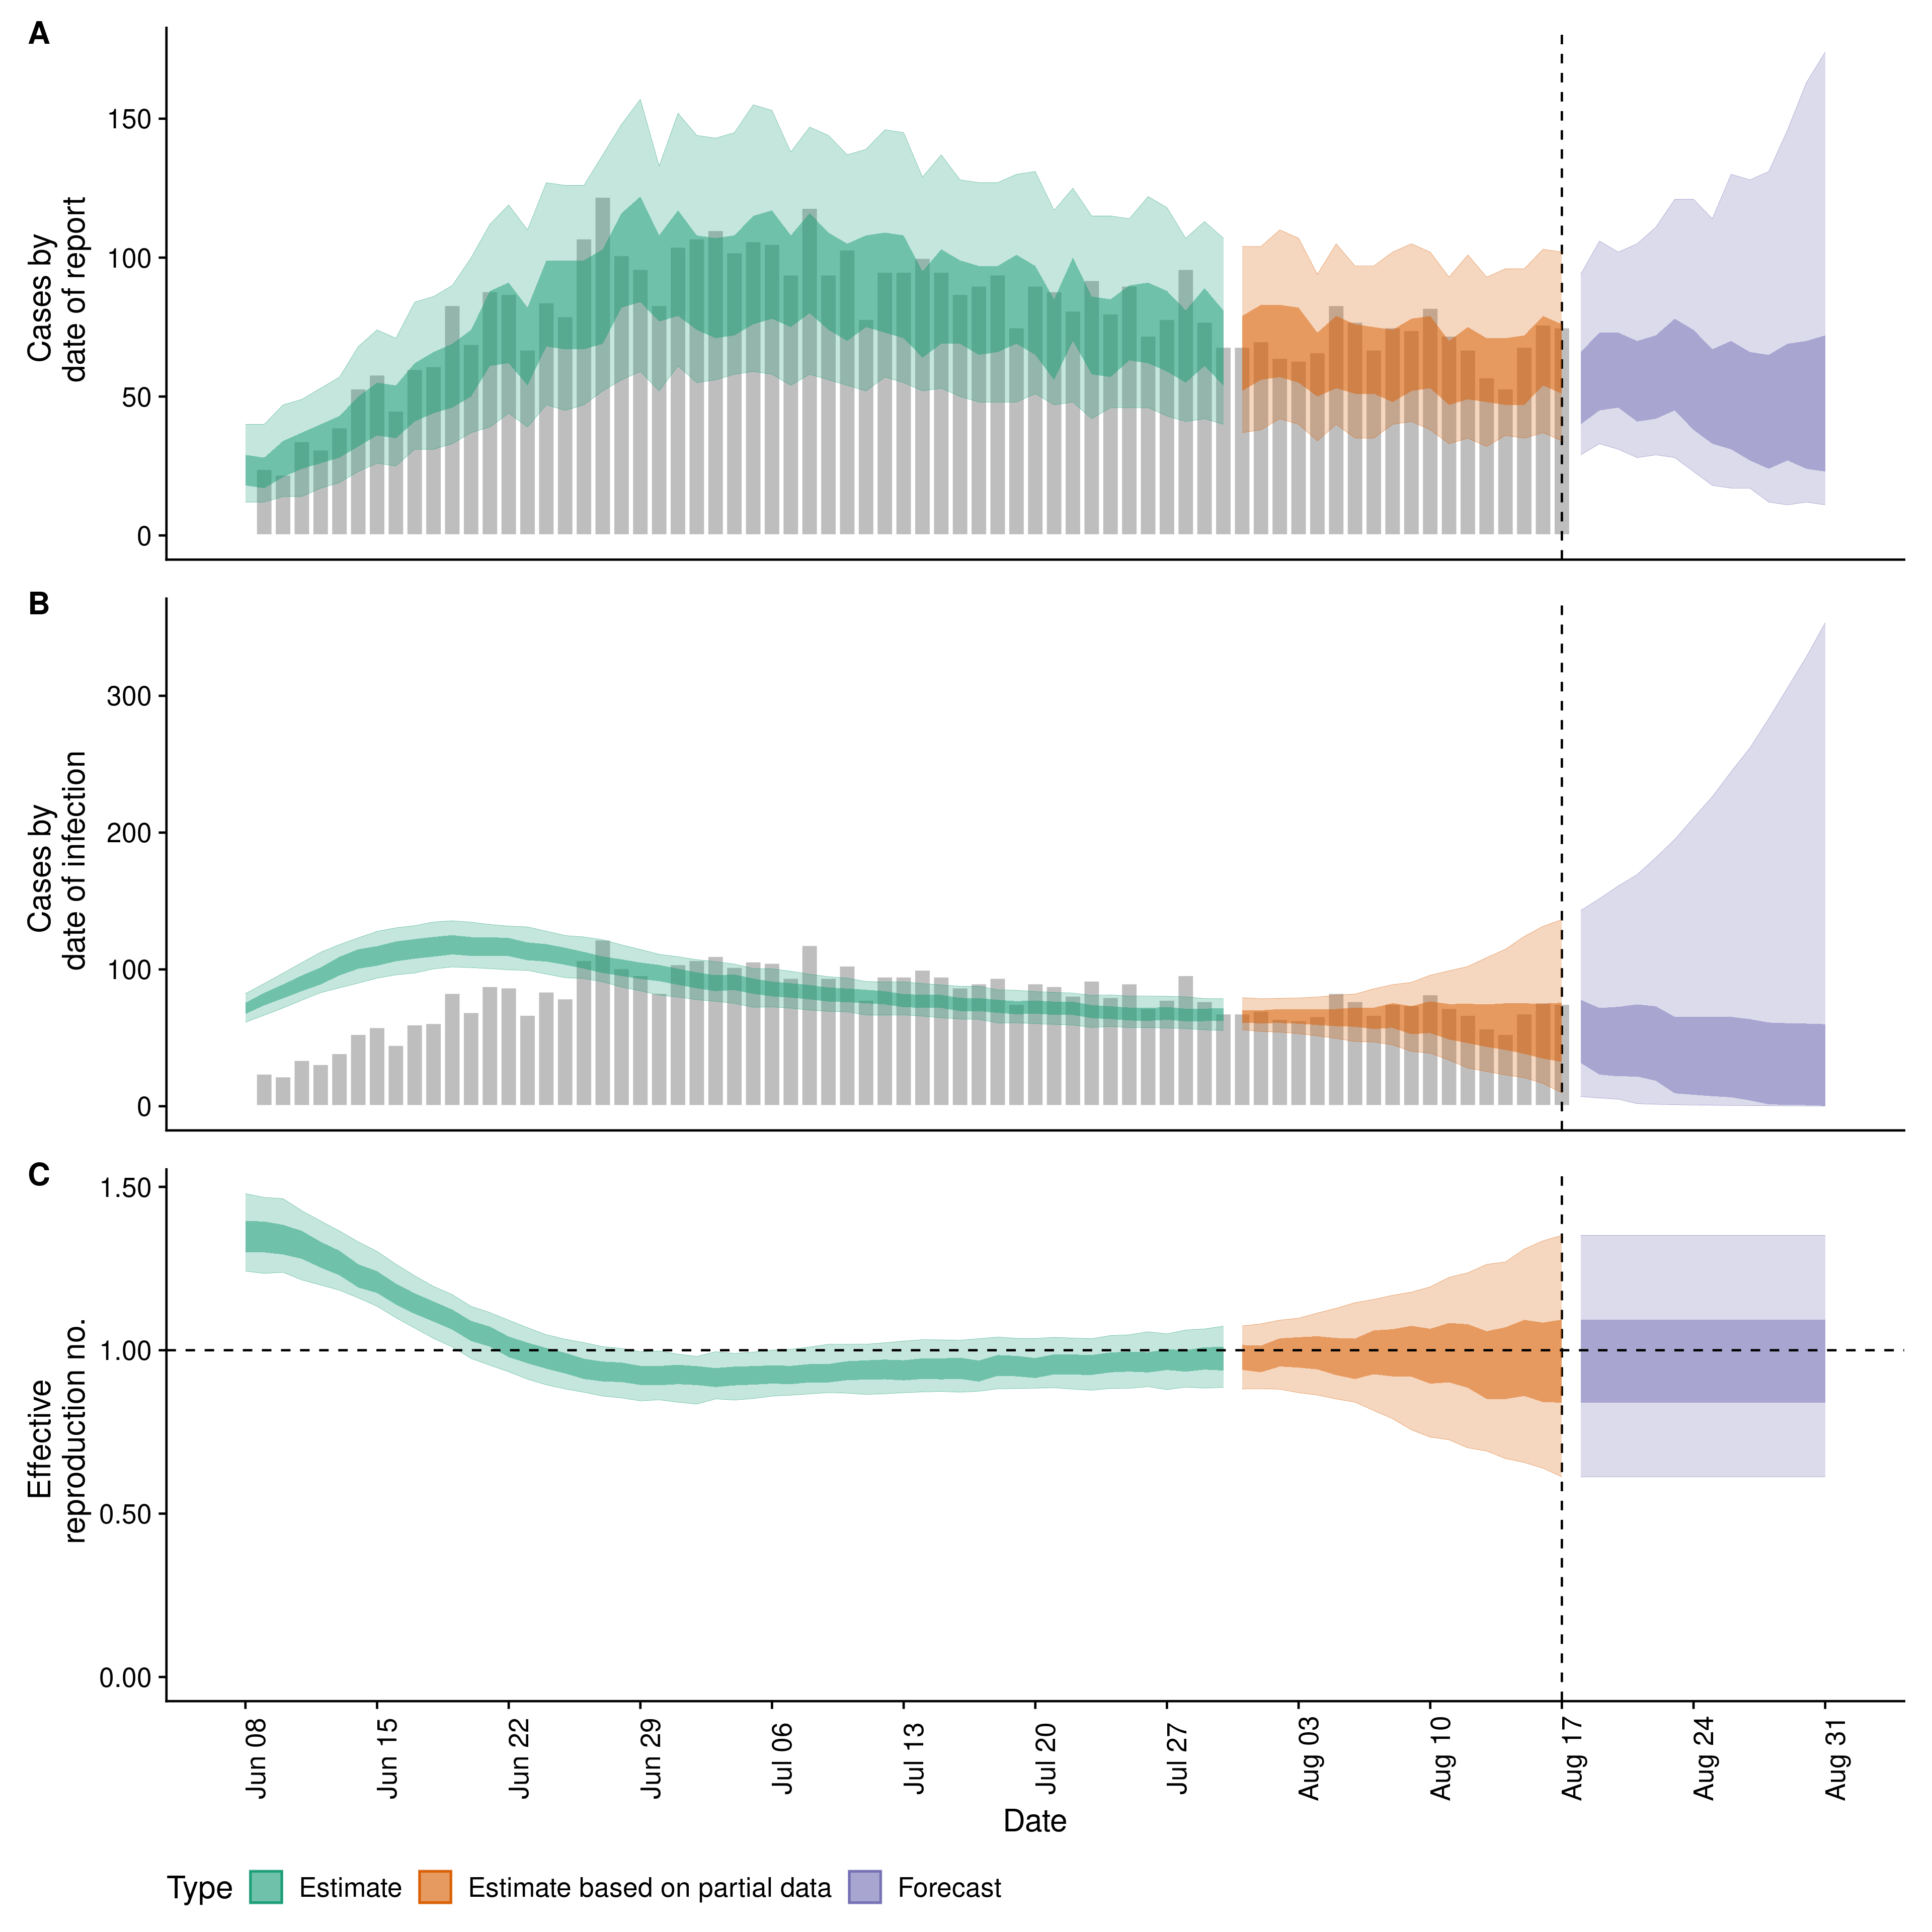 A
Cases by
date of report
150
100
50
0
B
Cases by
date of infection
300
200
100
0
C
Effective
reproduction no.
1.50
1.00
0.50
0.00
Jun 08
Jun 15
Jun 22
Jun 29
Jul 06
Jul 13
Jul 20
Jul 27
Aug 03
Aug 10
Aug 17
Aug 24
Aug 31
Date
Type Estimate Estimate based on partial data Forecast